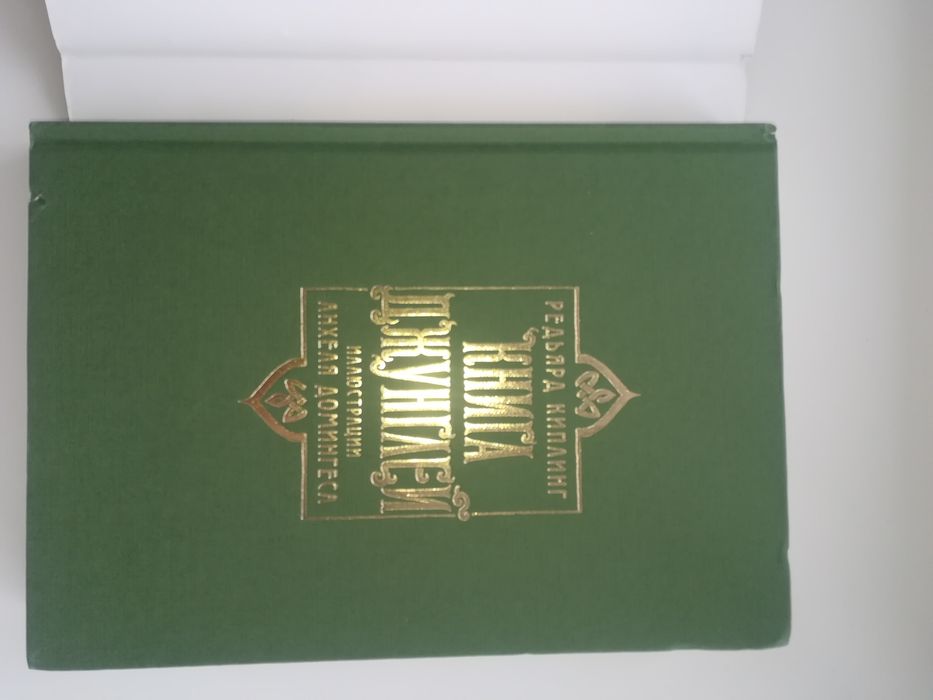 РЕДЬЯРД КИПЛИНГ
КНИГА
ДЖУНГЛЕЙ
ИЛЛЮСТРАЦИИ
АНХЕЛЯ ДОМИНГЕСА